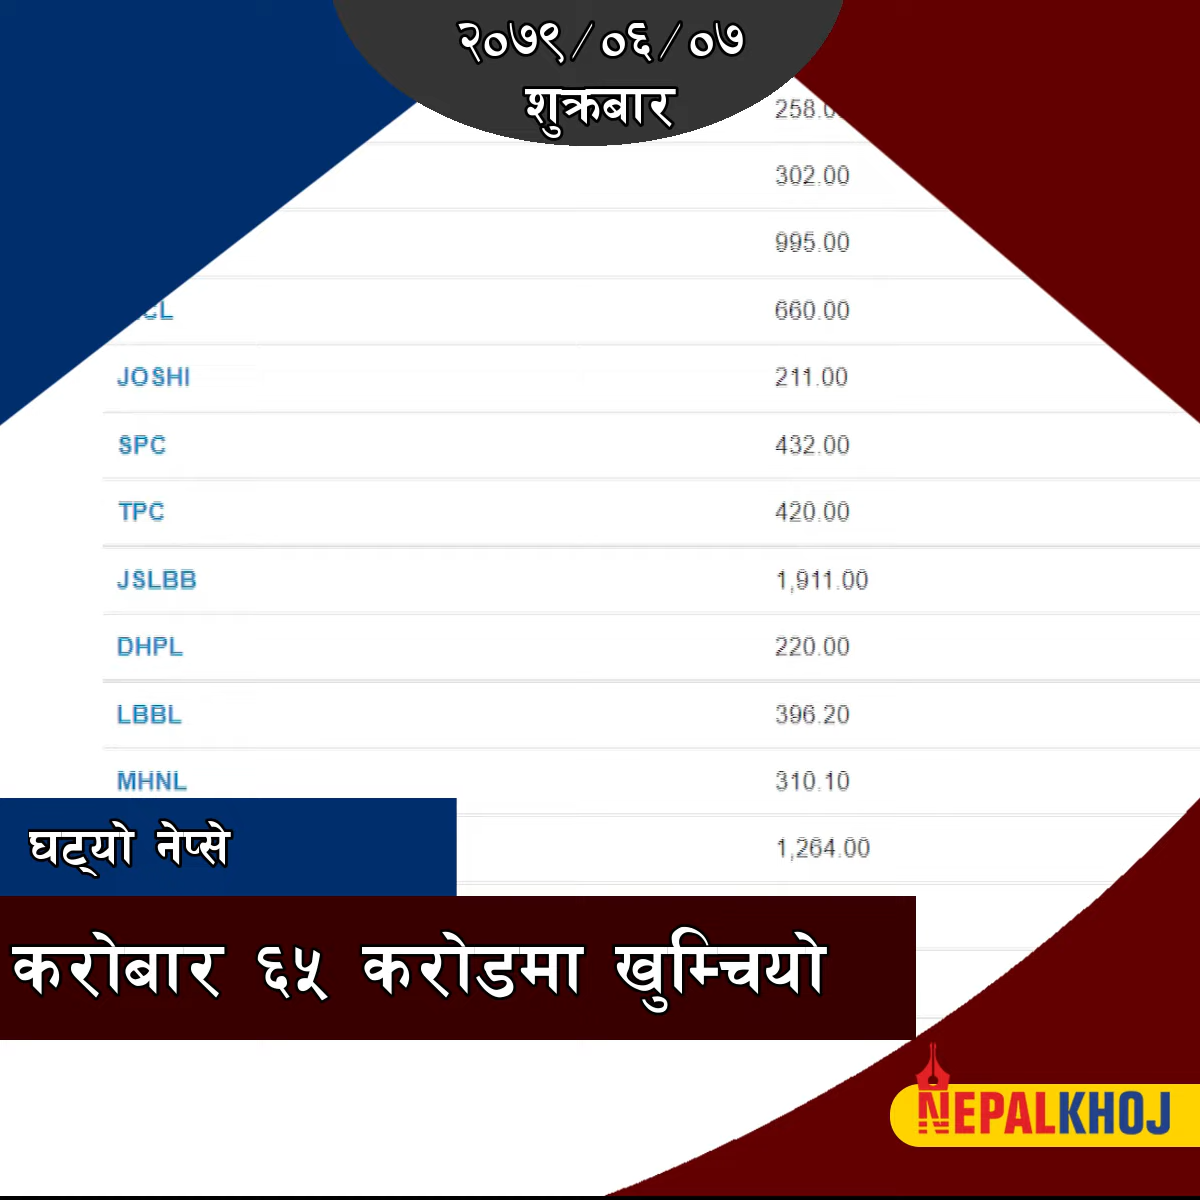 २०७९/०६/०७
शुक्रबार
302.00
995.00
CL 660.00
JOSHI 211.00
SPC 432.00
TPC 420.00
JSLBB 1,911.00
DHPL 220.00
LBBL 396.20
MHNL 310.10
1,264.00
घट्यो नेप्से
करोबार ६५ करोडमा खुम्चियो
NEPALKHOJ